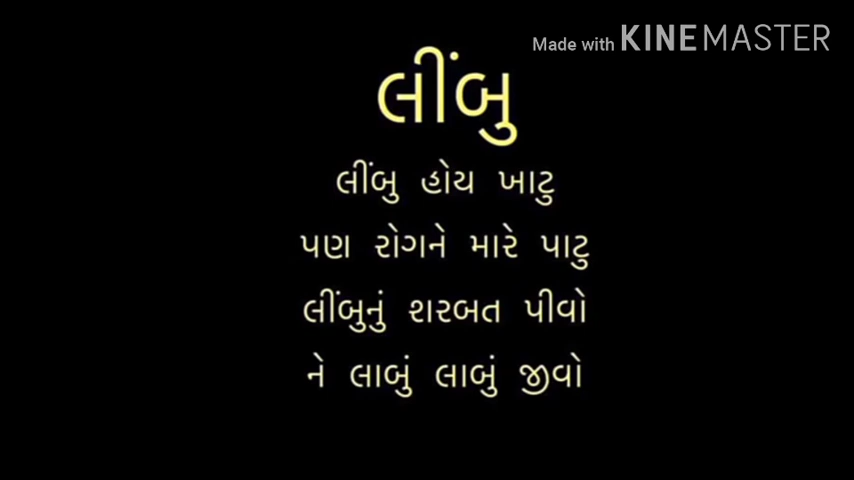 Made with KINEMASTER
લીંબુ
લીંબુ હોય ખાટુ
પણ રોગને મારે પાટુ
લીંબુનું શરબત પીવો
ને લાબું લાબું જીવો